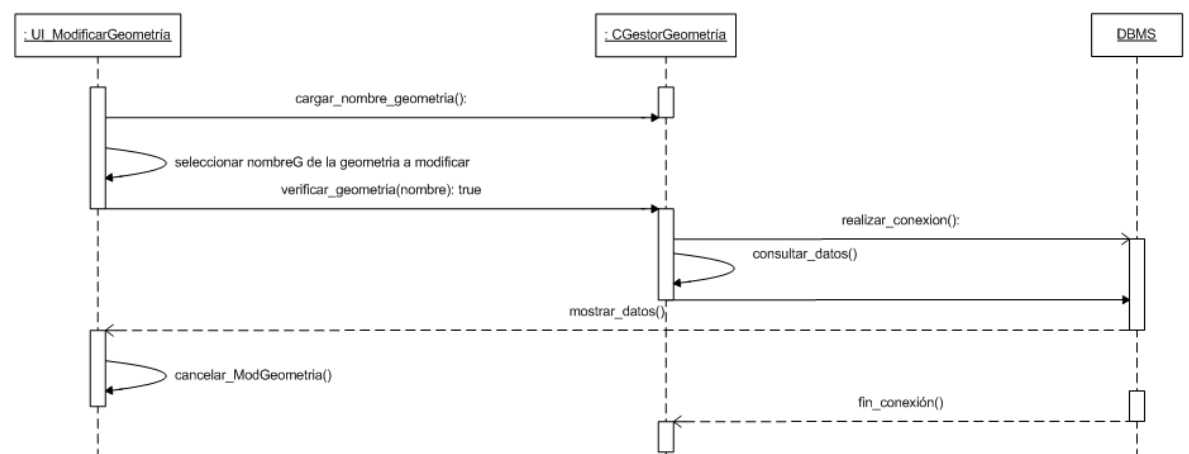 : UI_ModificarGeometría
: CGestorGeometría
DBMS
cargar_nombre_geometria():
seleccionar nombreG de la geometria a modificar
verificar_geometria(nombre): true
realizar_conexion():
consultar_datos()
mostrar_datos()
cancelar_ModGeometria()
fin_conexión()